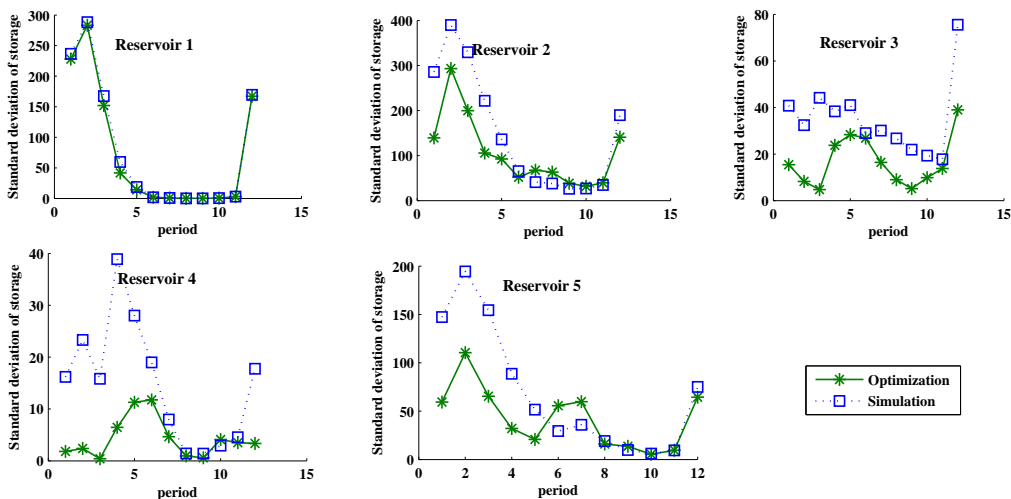 Reservoir 1
Standard deviation of storage
300
250
200
150
100
50
0
0 5 10 15
period
Reservoir 2
Standard deviation of storage
400
300
200
100
0
0 5 10 15
period
Reservoir 3
Standard deviation of storage
80
60
40
20
0
0 5 10 15
period
Reservoir 4
Standard deviation of storage
40
30
20
10
0
0 5 10 15
period
Reservoir 5
Standard deviation of storage
200
150
100
50
0
0 2 4 6 8 10 12
period
Optimization
Simulation